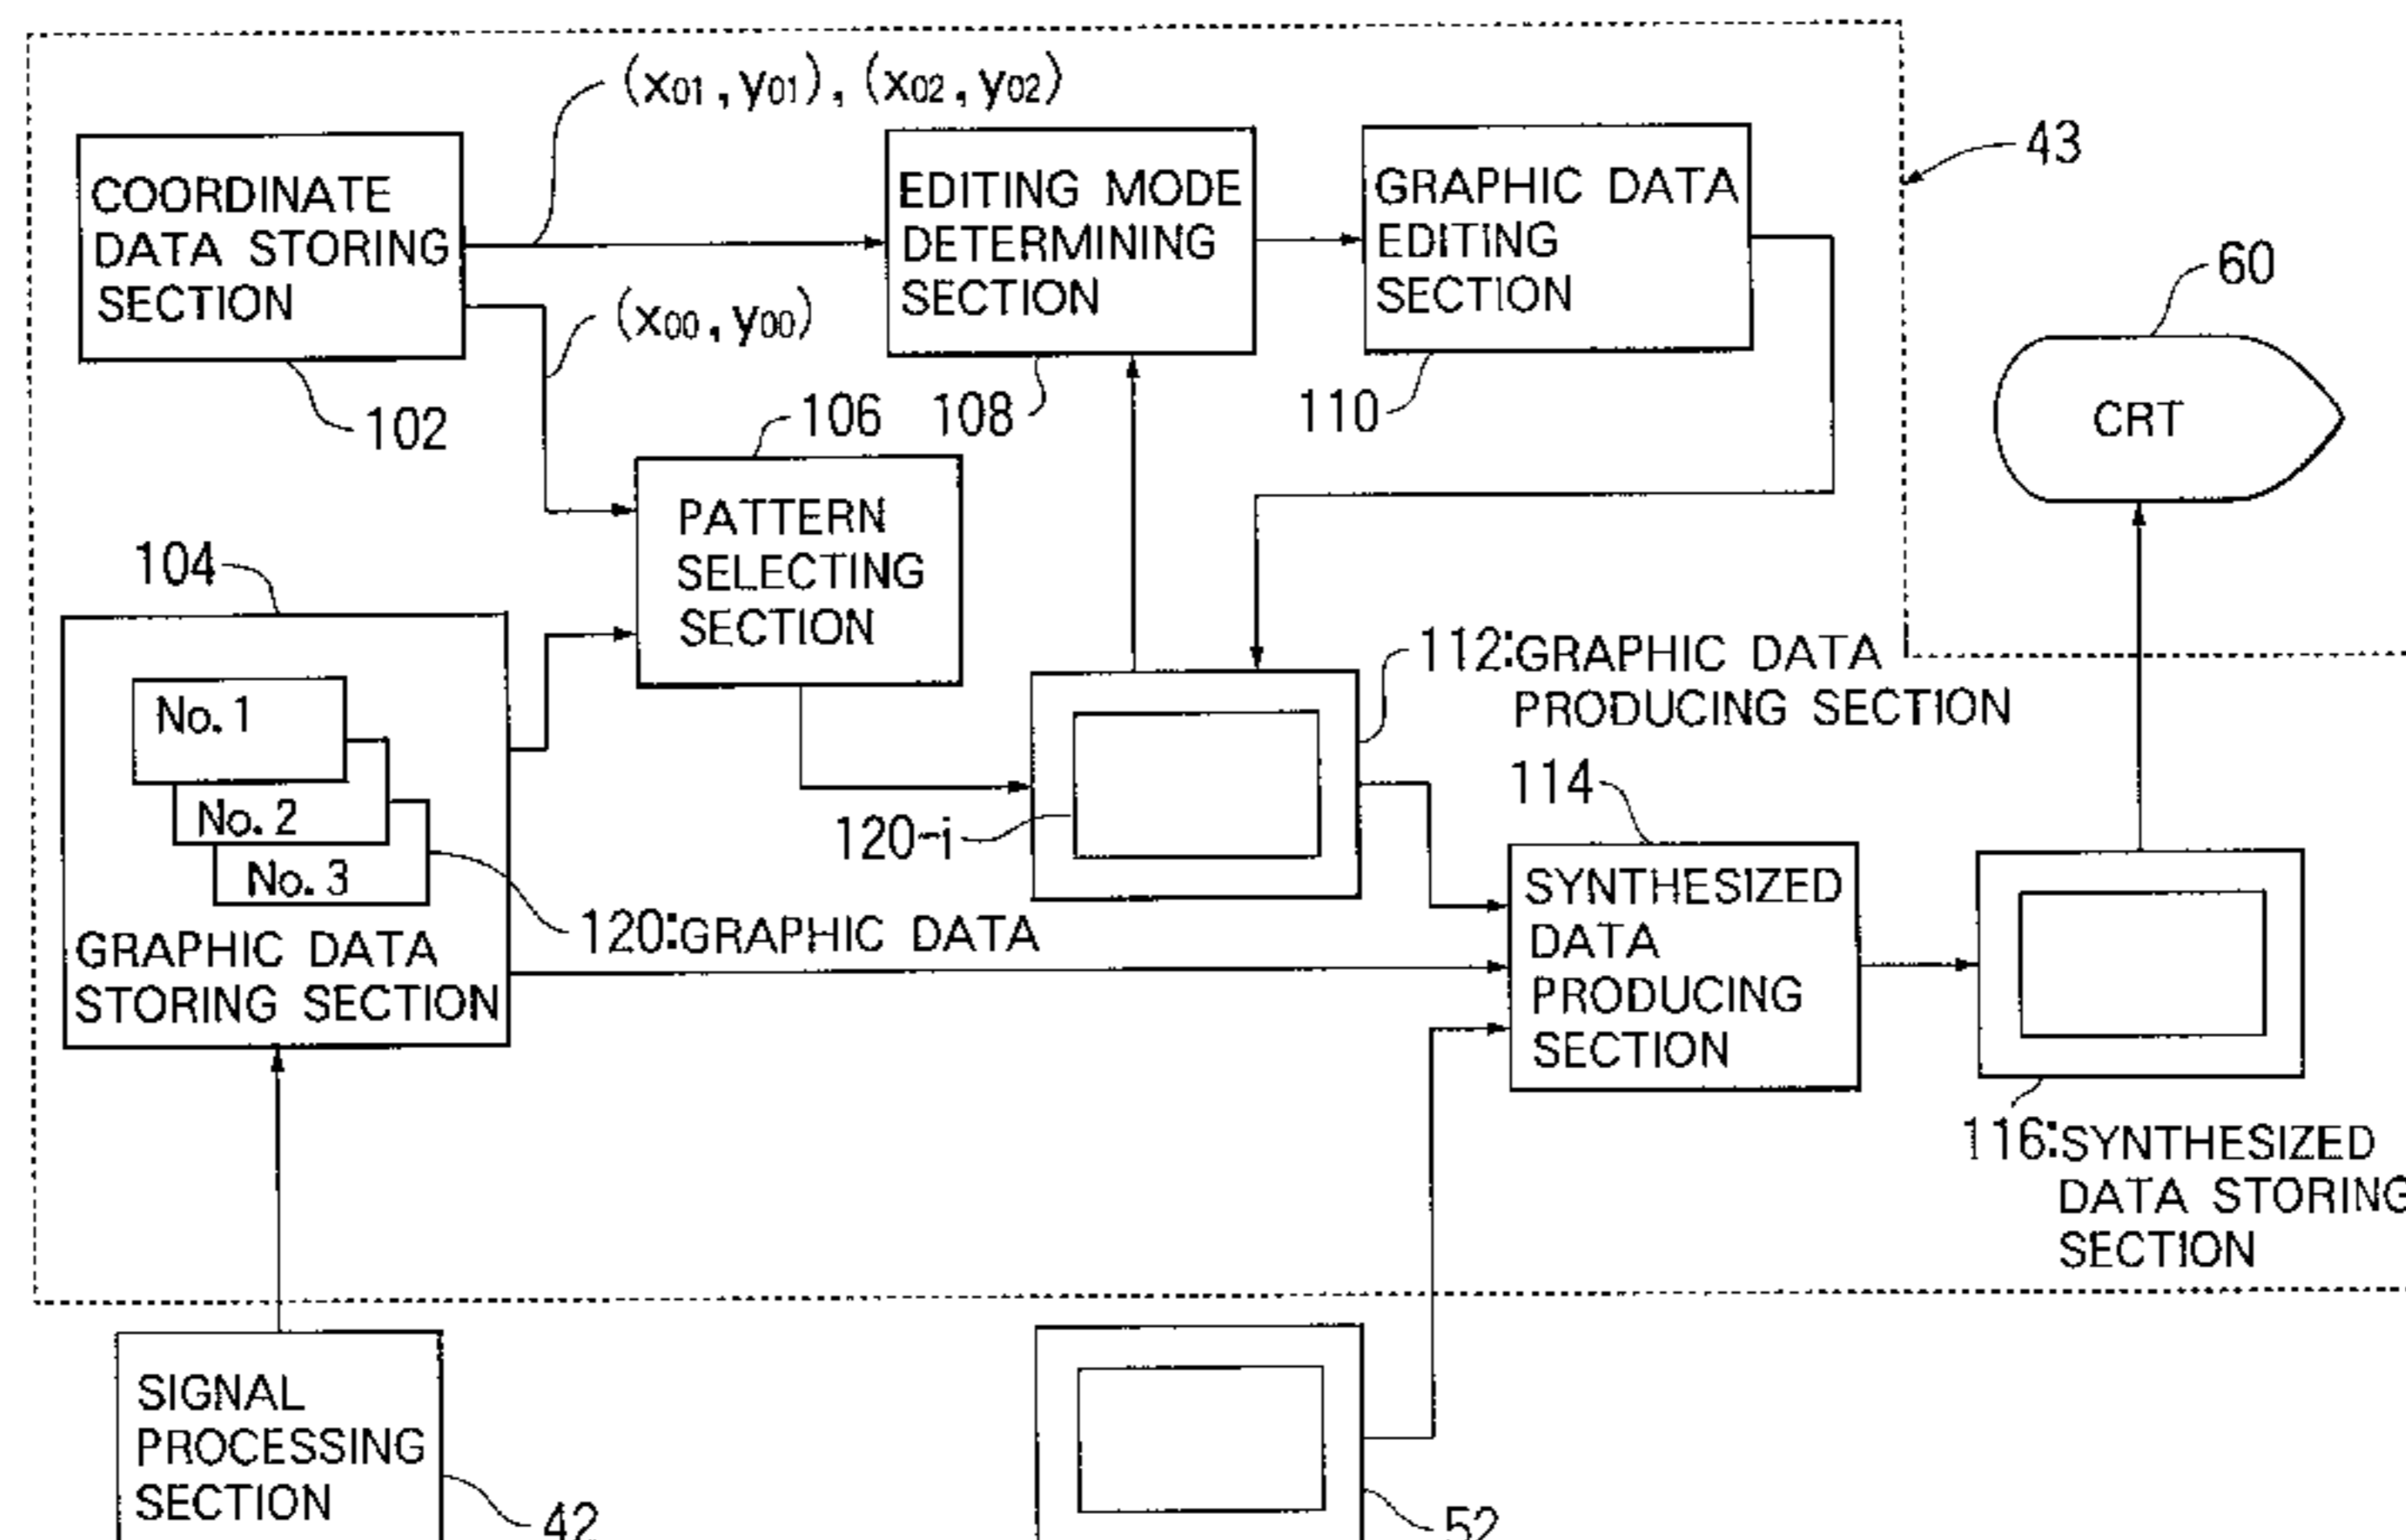 (x01, y01), (x02, y02)
43
COORDINATE
DATA STORING
SECTION
EDITING MODE
DETERMINING
SECTION
GRAPHIC DATA
EDITING
SECTION
60
(x00, y00)
102
106
108
110
CRT
PATTERN
SELECTING
SECTION
104
112:GRAPHIC DATA
PRODUCING SECTION
No. 1
No. 2
No. 3
120-i
114
120:GRAPHIC DATA
GRAPHIC DATA
STORING SECTION
SYNTHESIZED
DATA
PRODUCING
SECTION
116:SYNTHESIZED
DATA STORING
SECTION
SIGNAL
PROCESSING
SECTION
42
52